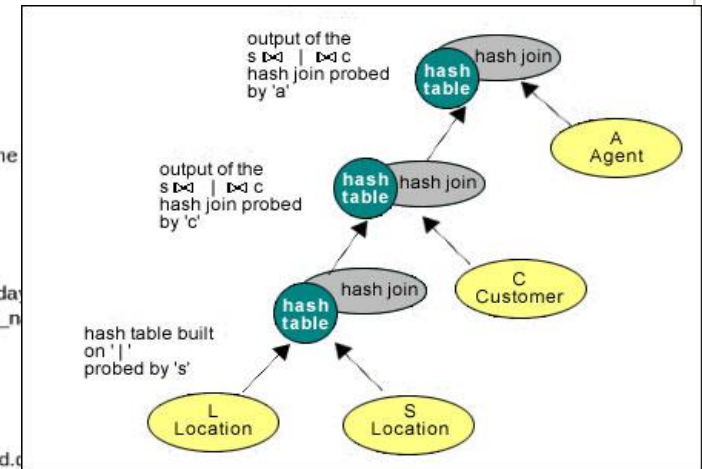 output of the
s ⋈ | ⋈ c
hash join probed
by 'a'
hash
table
hash join
A
Agent
output of the
s ⋈ | ⋈ c
hash join probed
by 'c'
hash
table
hash join
C
Customer
hash table built
on ' | '
probed by 's'
hash
table
hash join
L
Location
S
Location